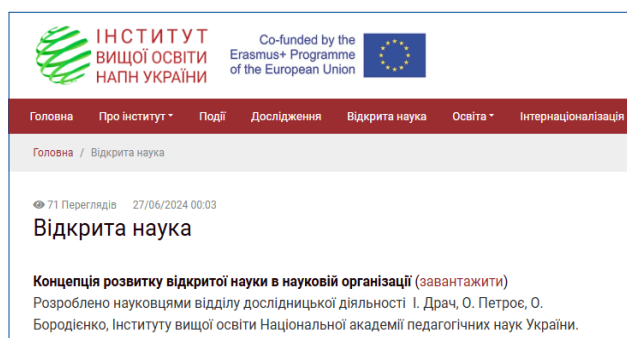 ІНСТИТУТ
ВИЩОЇ ОСВІТИ
НАПН УКРАЇНИ
Co-funded by the
Erasmus+ Programme
of the European Union
Головна Про інститут Події Дослідження Відкрита наука Освіта Інтернаціоналізація
Головна / Відкрита наука
71 Переглядів 27/06/2024 00:03
Відкрита наука
Концепція розвитку відкритої науки в науковій організації (завантажити)
Розроблено науковцями відділу дослідницької діяльності І. Драч, О. Петроє, О.
Бородієнко, Інституту вищої освіти Національної академії педагогічних наук України.